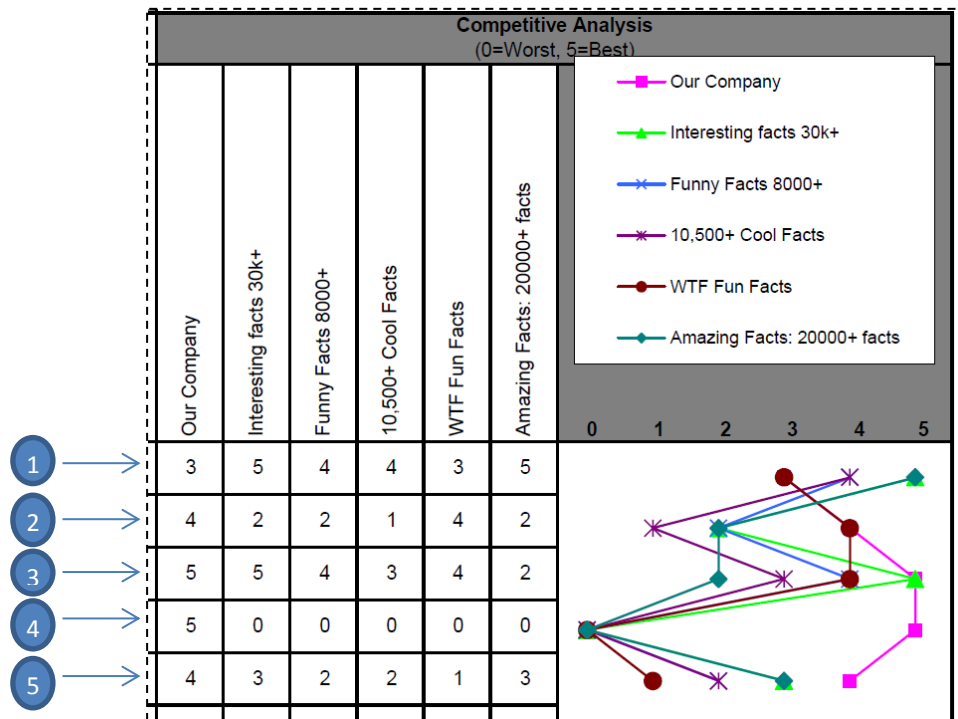 Competitive Analysis
(0=Worst, 5=Best)
Our Company
Interesting facts 30k+
Funny Facts 8000+
10,500+ Cool Facts
WTF Fun Facts
Amazing Facts: 20000+ facts
Our Company
Interesting facts 30k+
Funny Facts 8000+
10,500+ Cool Facts
WTF Fun Facts
Amazing Facts: 20000+ facts
0 1 2 3 4 5
1 3 5 4 4 3 5
2 4 2 2 1 4 2
3 5 5 4 3 4 2
4 5 0 0 0 0 0
5 4 3 2 2 1 3